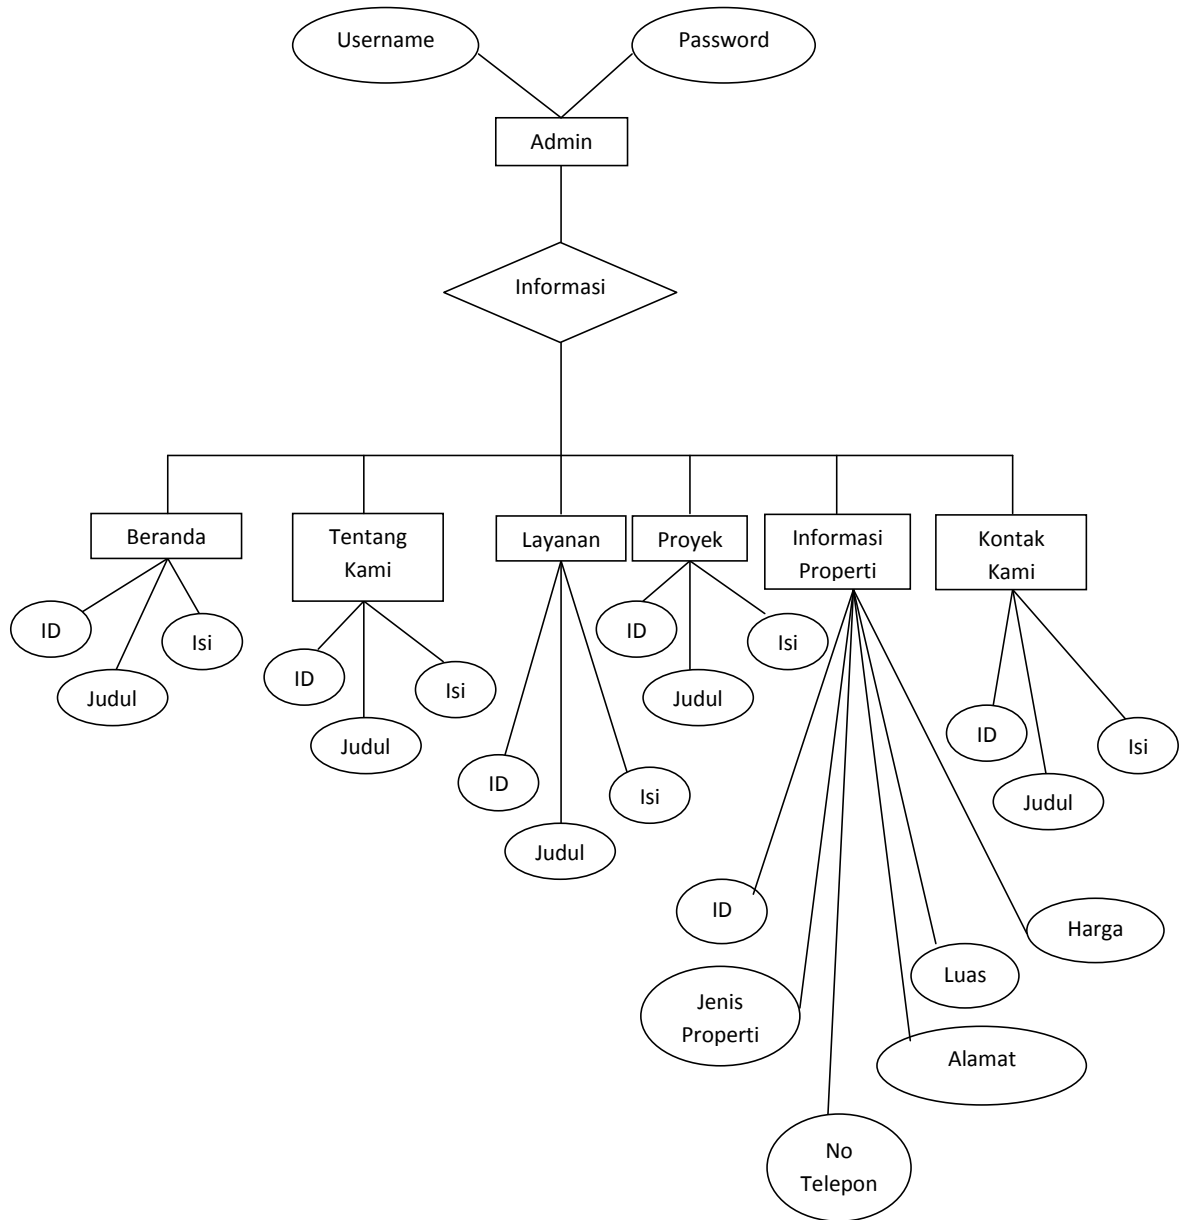 Username
Password
Admin
Informasi
Beranda
Tentang
Kami
Layanan
Proyek
Informasi
Properti
Kontak
Kami
ID
Judul
Isi
ID
Judul
Isi
ID
Judul
Isi
ID
Judul
Isi
ID
Jenis
Properti
No
Telepon
Alamat
Luas
Harga
ID
Judul
Isi